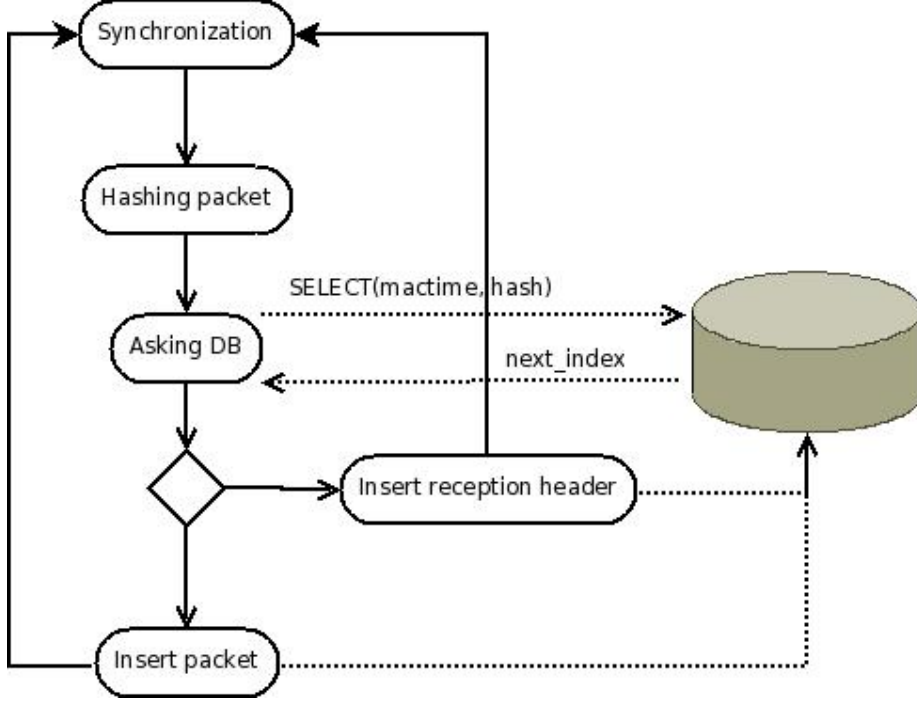 Synchronization
Hashing packet
SELECT(mactime, hash)
Asking DB
next_index
Insert reception header
Insert packet